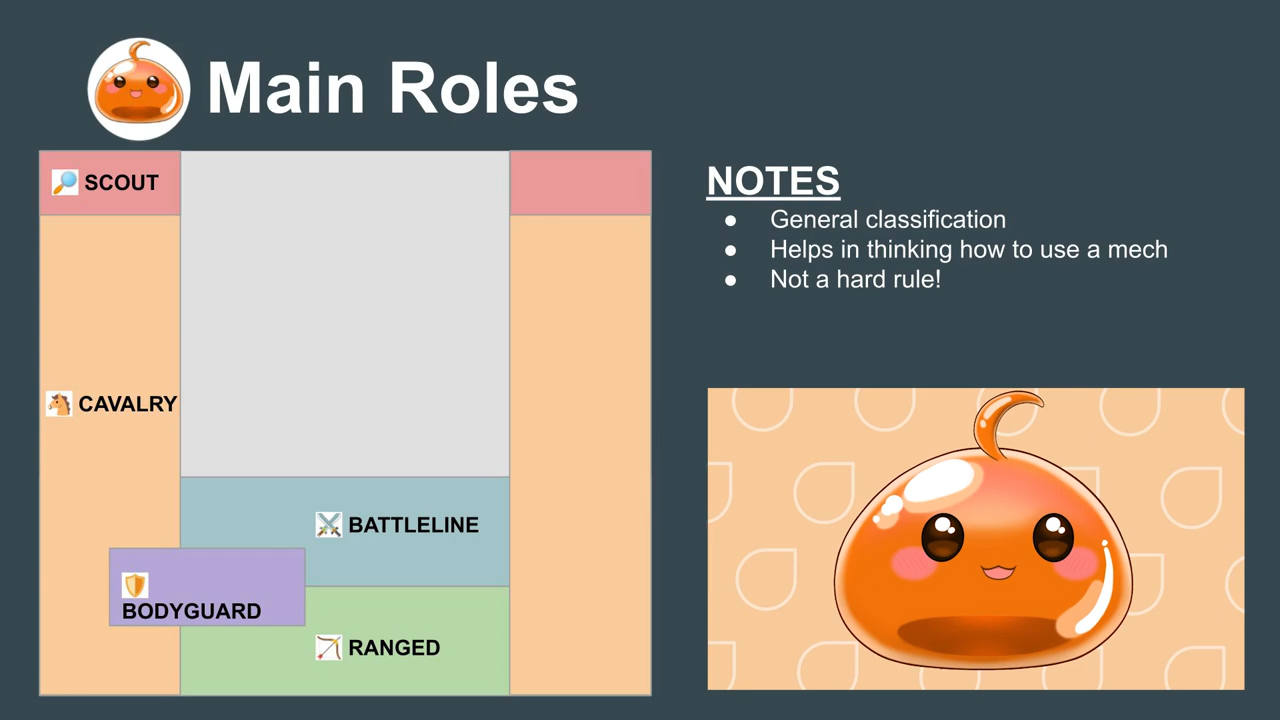 Main Roles
SCOUT
CAVALRY
BATTLELINE
BODYGUARD
RANGED
NOTES
● General classification
● Helps in thinking how to use a mech
● Not a hard rule!